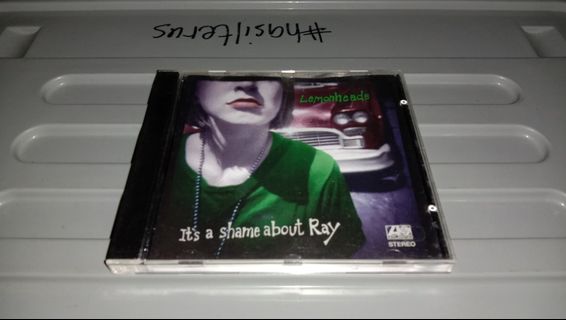 #hasilterus
Lemonheads
It's a shame about Ray
STEREO